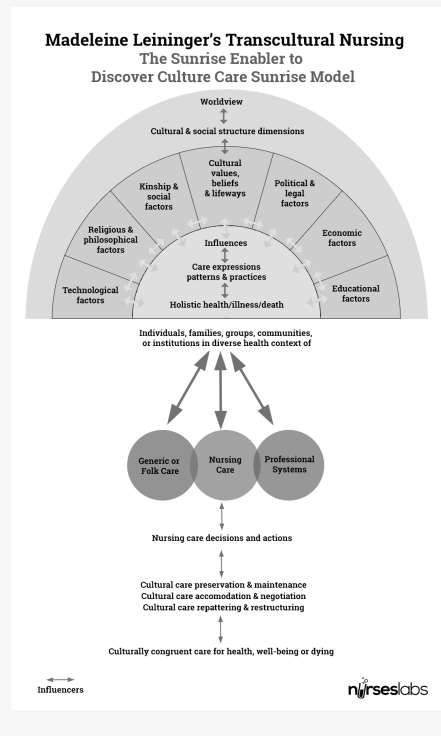 Madeleine Leininger's Transcultural Nursing
The Sunrise Enabler to
Discover Culture Care Sunrise Model
Worldview
Cultural & social structure dimensions
Cultural
values,
beliefs
& lifeways
Kinship &
social
factors
Political &
legal
factors
Religious &
philosophical
factors
Economic
factors
Technological
factors
Educational
factors
Influences
Care expressions
patterns & practices
Holistic health/illness/death
Individuals, families, groups, communities,
or institutions in diverse health context of
Generic or
Folk Care
Nursing
Care
Professional
Systems
Nursing care decisions and actions
Cultural care preservation & maintenance
Cultural care accomodation & negotiation
Cultural care repattering & restructuring
Culturally congruent care for health, well-being or dying
Influencers
nurseslabs